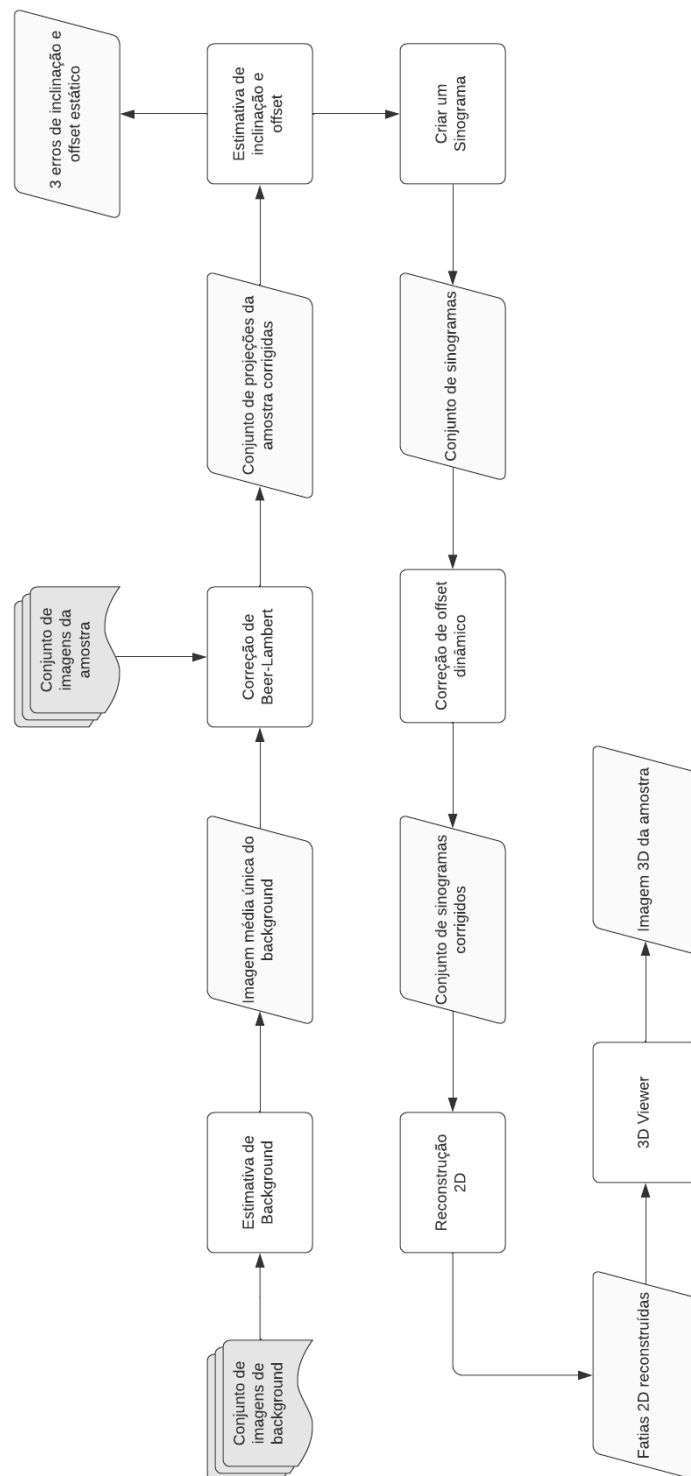 Conjunto de
imagens de
background
Estimativa de
Background
Imagem média única do
background
Conjunto de
imagens da
amostra
Correção de
Beer-Lambert
Conjunto de projeções da
amostra corrigidas
Estimativa de
inclinação e
offset
3 erros de inclinação e
offset estático
Criar um
Sinograma
Conjunto de sinogramas
Correção de offset
dinâmico
Conjunto de sinogramas
corrigidos
Reconstrução
2D
Fatias 2D reconstruídas
3D Viewer
Imagem 3D da amostra